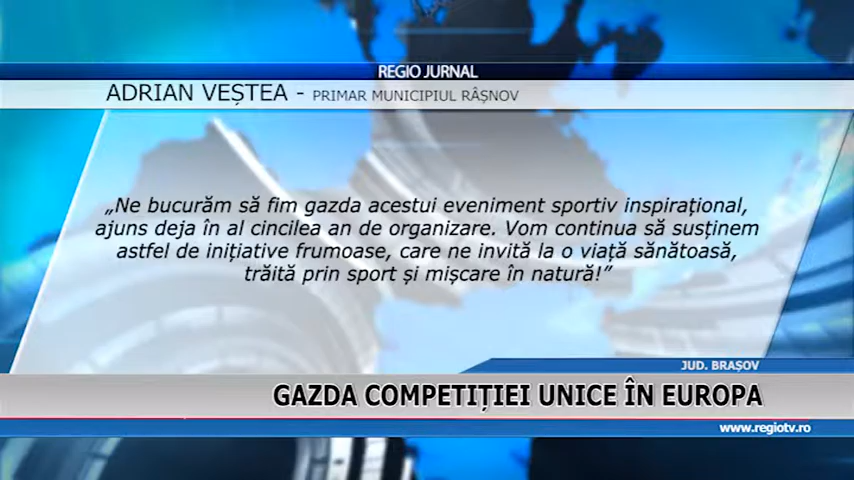 REGIO JURNAL
ADRIAN VEȘTEA - PRIMAR MUNICIPIUL RÂȘNOV
„Ne bucurăm să fim gazda acestui eveniment sportiv inspirațional,
ajuns deja în al cincilea an de organizare. Vom continua să susținem
astfel de inițiative frumoase, care ne invită la o viață sănătoasă,
trăită prin sport și mișcare în natură!”
JUD. BRAȘOV
GAZDA COMPETIȚIEI UNICE ÎN EUROPA
www.regiotv.ro